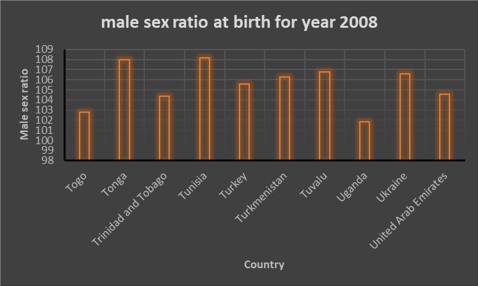 male sex ratio at birth for year 2008
Male sex ratio
109
108
107
106
105
104
103
102
101
100
99
98
Togo
Tonga
Trinidad and Tobago
Tunisia
Turkey
Turkmenistan
Tuvalu
Uganda
Ukraine
United Arab Emirates
Country